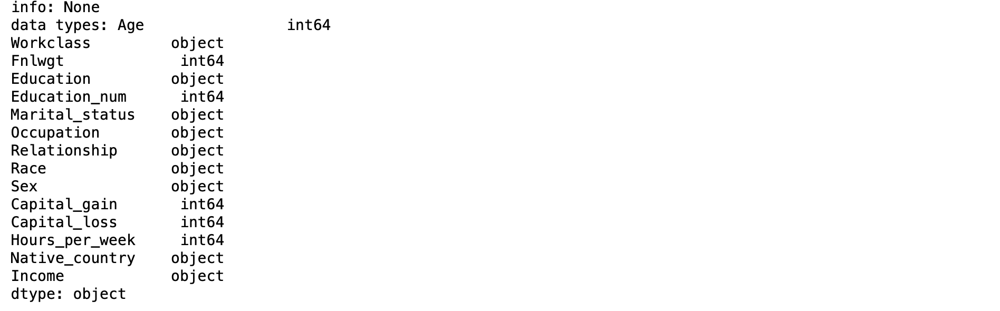 info: None
data types: Age                int64
Workclass         object
Fnlwgt             int64
Education         object
Education_num      int64
Marital_status    object
Occupation        object
Relationship      object
Race              object
Sex               object
Capital_gain       int64
Capital_loss       int64
Hours_per_week     int64
Native_country    object
Income            object
dtype: object